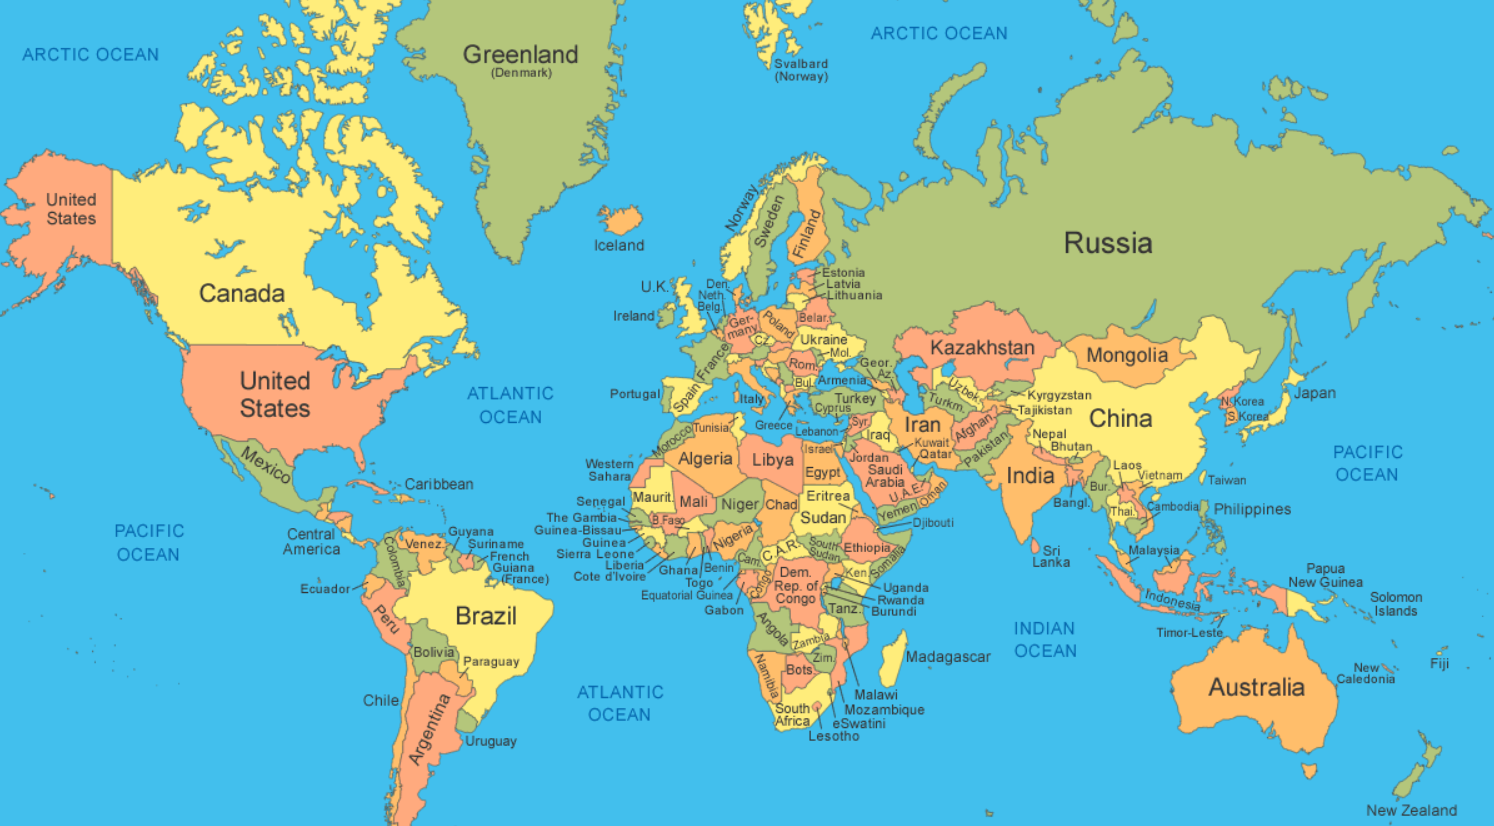 ARCTIC OCEAN
Greenland
(Denmark)
Svalbard
(Norway)
ARCTIC OCEAN
United
States
Canada
Iceland
Norway
Sweden
Finland
Russia
Estonia
Latvia
Lithuania
U.K.
Ireland
Den.
Neth.
Belg.
Ger-
many
Poland
Belar.
Cz.
Ukraine
Mol.
France
Rom.
Bul.
Geor.
Az.
Armenia
Portugal
Spain
Italy
Greece
Turkey
Cyprus
Kazakhstan
Mongolia
Uzbek.
Turkm.
Kyrgyzstan
Tajikistan
China
N. Korea
S. Korea
Japan
United
States
ATLANTIC
OCEAN
PACIFIC
OCEAN
Mexico
Caribbean
Central
America
PACIFIC
OCEAN
Morocco
Tunisia
Algeria
Libya
Egypt
Lebanon
Israel
Syr.
Iraq
Iran
Kuwait
Qatar
Jordan
Saudi
Arabia
U.A.E.
Oman
Yemen
Afghan.
Pakistan
India
Nepal
Bhutan
Bangl.
Bur.
Laos
Vietnam
Thai.
Cambodia
Taiwan
Philippines
Western
Sahara
Maurit.
Mali
Niger
Chad
Eritrea
Sudan
Djibouti
Senegal
The Gambia
Guinea-Bissau
Guinea
Sierra Leone
Liberia
Cote d'Ivoire
B.Faso
Ghana
Togo
Benin
Nigeria
Cam.
C.A.R.
South
Sudan
Ethiopia
Somalia
Equatorial Guinea
Gabon
Congo
Dem.
Rep. of
Congo
Ken.
Uganda
Rwanda
Burundi
Tanz.
Sri
Lanka
Malaysia
Indonesia
Timor-Leste
Papua
New Guinea
Solomon
Islands
Venez.
Colombia
Guyana
Suriname
French
Guiana
(France)
Ecuador
Peru
Brazil
Bolivia
Paraguay
Chile
Argentina
Uruguay
ATLANTIC
OCEAN
Angola
Zambia
Zim.
Namibia
Bots.
South
Africa
Malawi
Mozambique
eSwatini
Lesotho
Madagascar
INDIAN
OCEAN
Australia
New
Caledonia
Fiji
New Zealand